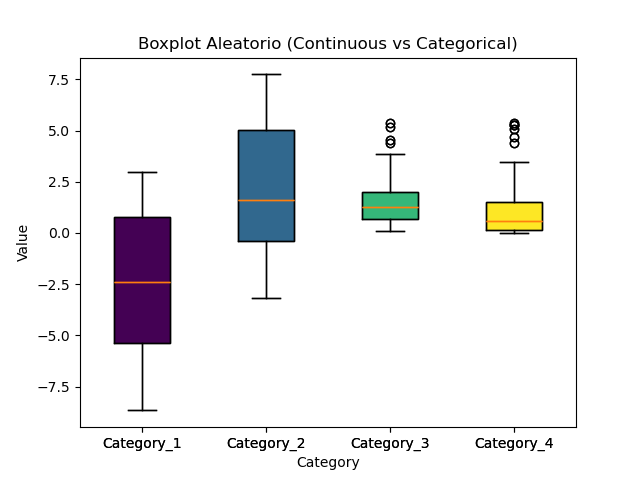 Boxplot Aleatorio (Continuous vs Categorical)
7.5
5.0
2.5
0.0
−2.5
−5.0
−7.5
Value
Category_1 Category_2 Category_3 Category_4
Category